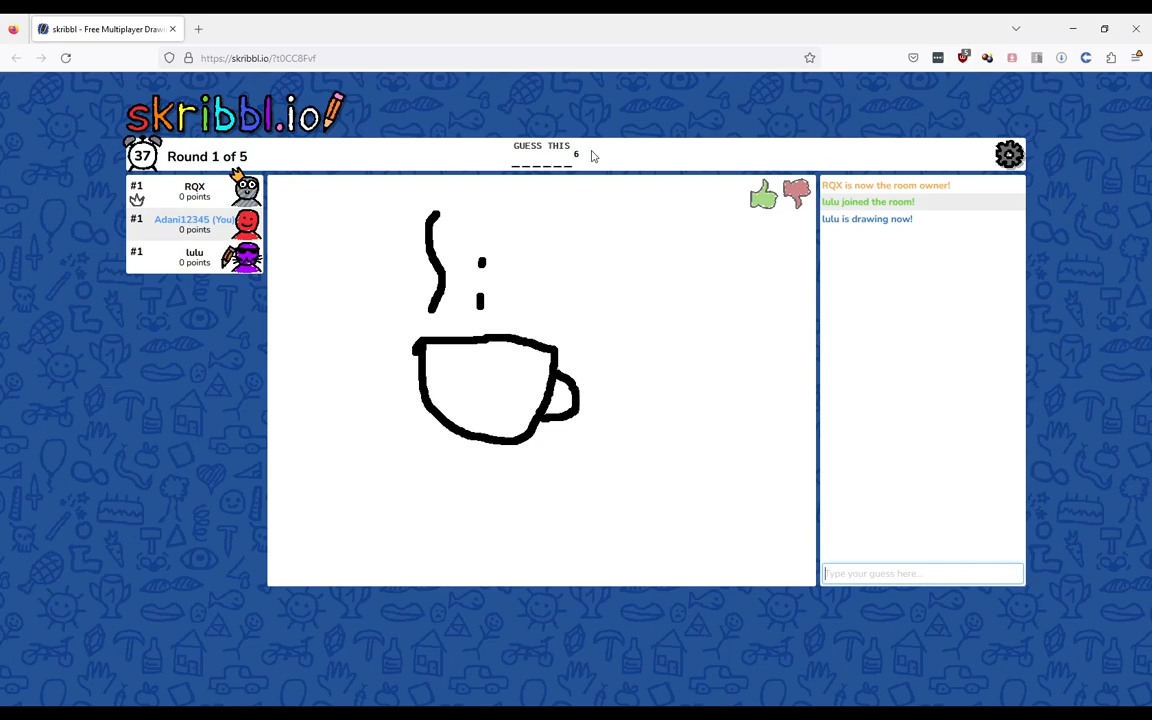 skribbl - Free Multiplayer Drawi
https://skribbl.io/?t0CC8Fvf
5
skribbl.io
37
Round 1 of 5
GUESS THIS
______ 6
#1
RQX
0 points
#1
Adani12345 (You)
0 points
#1
lulu
0 points
RQX is now the room owner!
lulu joined the room!
lulu is drawing now!
Type your guess here...